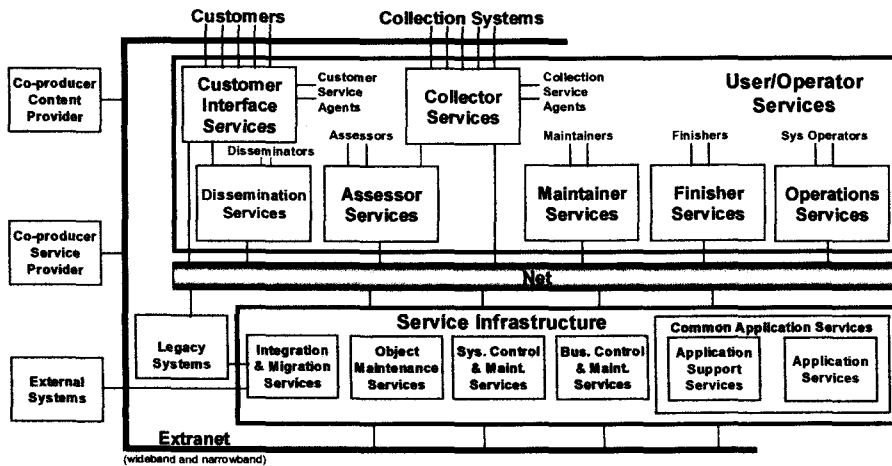 Customers
Collection Systems
Co-producer
Content
Provider
Customer
Interface
Services
Customer
Service
Agents
Collector
Services
Collection
Service
Agents
User/Operator
Services
Disseminators
Assessors
Maintainers
Finishers
Sys Operators
Dissemination
Services
Assessor
Services
Maintainer
Services
Finisher
Services
Operations
Services
Co-producer
Service
Provider
Net
Service Infrastructure
Common Application Services
Legacy
Systems
Integration
& Migration
Services
Object
Maintenance
Services
Sys. Control
& Maint.
Services
Bus. Control
& Maint.
Services
Application
Support
Services
Application
Services
External
Systems
Extranet
(wideband and narrowband)